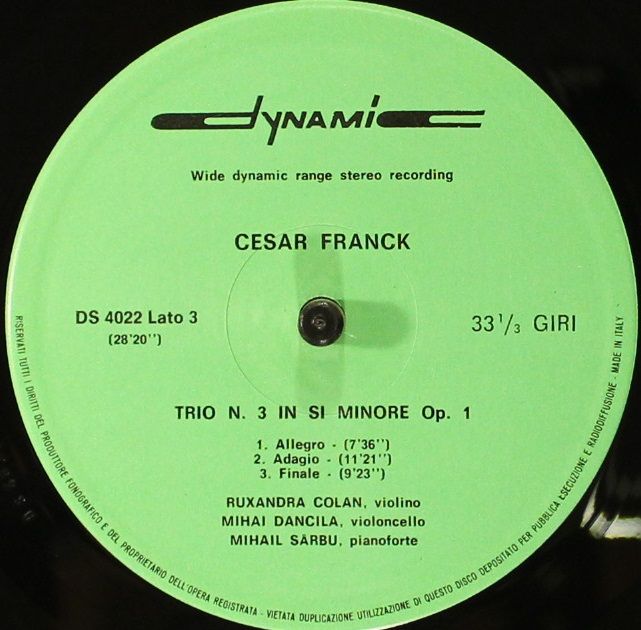 dynamic
Wide dynamic range stereo recording
CESAR FRANCK
DS 4022 Lato 3
(28'20'')
33 1/3 GIRI
TRIO N. 3 IN SI MINORE Op. 1
1. Allegro - (7'36'')
2. Adagio - (11'21'')
3. Finale - (9'23'')
RUXANDRA COLAN, violino
MIHAI DANCILA, violoncello
MIHAIL SÂRBU, pianoforte
RISERVATI TUTTI I DIRITTI DEL PRODUTTORE FONOGRAFICO E DEL PROPRIETARIO DELL'OPERA REGISTRATA - VIETATA DUPLICAZIONE UTILIZZAZIONE DI QUESTO DISCO DEPOSITATO PER PUBBLICA ESECUZIONE E RADIODIFFUSIONE - MADE IN ITALY